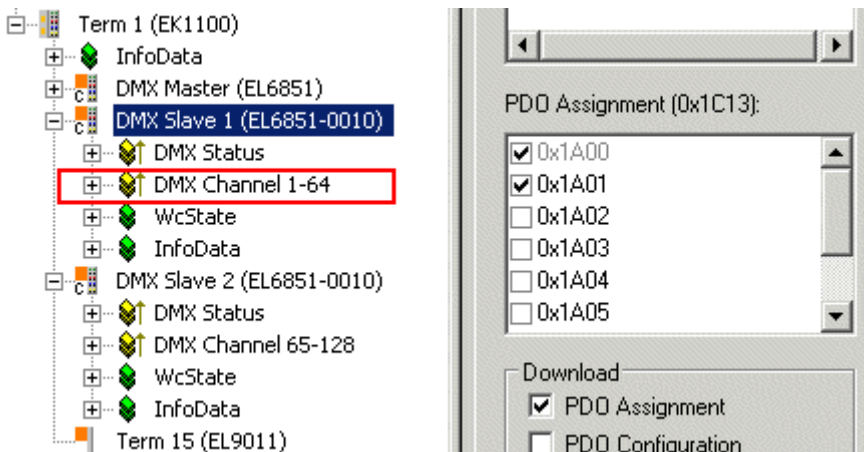 Term 1 (EK1100)
InfoData
DMX Master (EL6851)
DMX Slave 1 (EL6851-0010)
DMX Status
DMX Channel 1-64
WcState
InfoData
DMX Slave 2 (EL6851-0010)
DMX Status
DMX Channel 65-128
WcState
InfoData
Term 15 (EL9011)
PDO Assignment (0x1C13):
0x1A00
0x1A01
0x1A02
0x1A03
0x1A04
0x1A05
Download
PDO Assignment
PDO Configuration